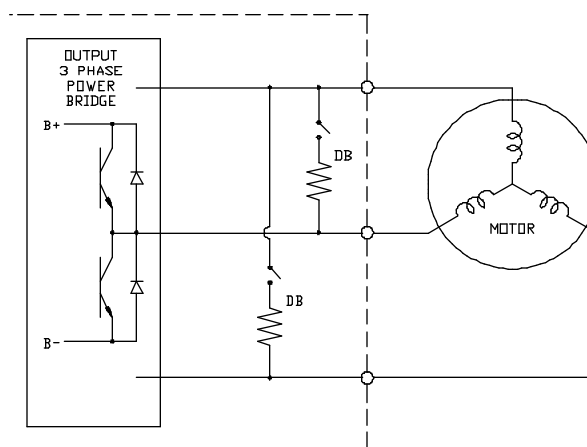 OUTPUT
3 PHASE
POWER
BRIDGE
B+
DB
MOTOR
DB
B-